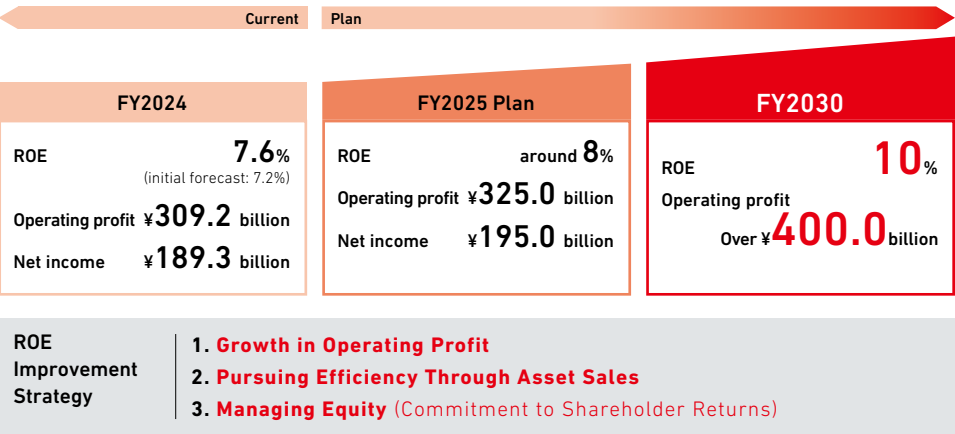 Current
Plan
FY2024
ROE 7.6%
(initial forecast: 7.2%)
Operating profit ¥309.2 billion
Net income ¥189.3 billion
FY2025 Plan
ROE around 8%
Operating profit ¥325.0 billion
Net income ¥195.0 billion
FY2030
ROE 10%
Operating profit
Over ¥400.0 billion
ROE
Improvement
Strategy
1. Growth in Operating Profit
2. Pursuing Efficiency Through Asset Sales
3. Managing Equity (Commitment to Shareholder Returns)